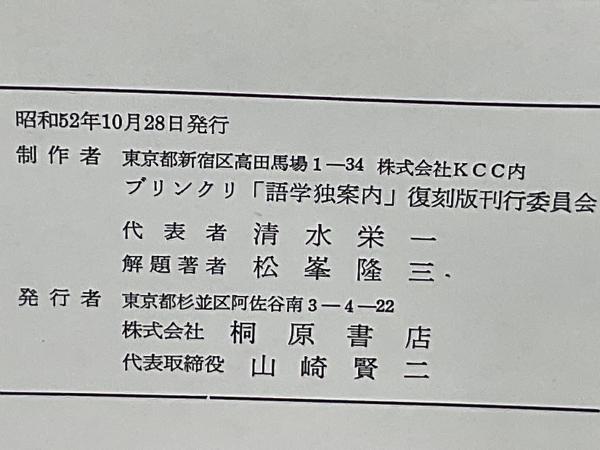 昭和52年10月28日発行
制作者 東京都新宿区高田馬場1―34 株式会社KCC内
ブリンクリ「語学独案内」復刻版刊行委員会
代表者 清水栄一
解題著者 松峯隆三
発行者 東京都杉並区阿佐谷南3―4―22
株式会社 桐原書店
代表取締役 山崎賢二